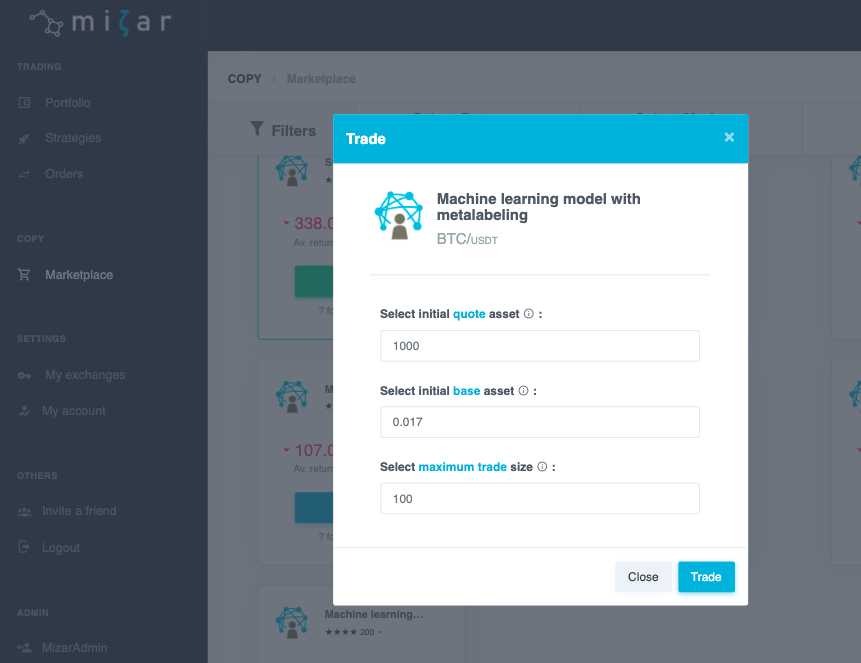 mizar
TRADING
Portfolio
Strategies
Orders
COPY
Marketplace
SETTINGS
My exchanges
My account
OTHERS
Invite a friend
Logout
ADMIN
MizarAdmin
COPY > Marketplace
Filters
338.0
Av. return
? fo
107.0
Av. return
? fo
Machine learning...
★★★★ 200
Trade ×
Machine learning model with
metalabeling
BTC/USDT
Select initial quote asset :
1000
Select initial base asset :
0.017
Select maximum trade size :
100
Close
Trade